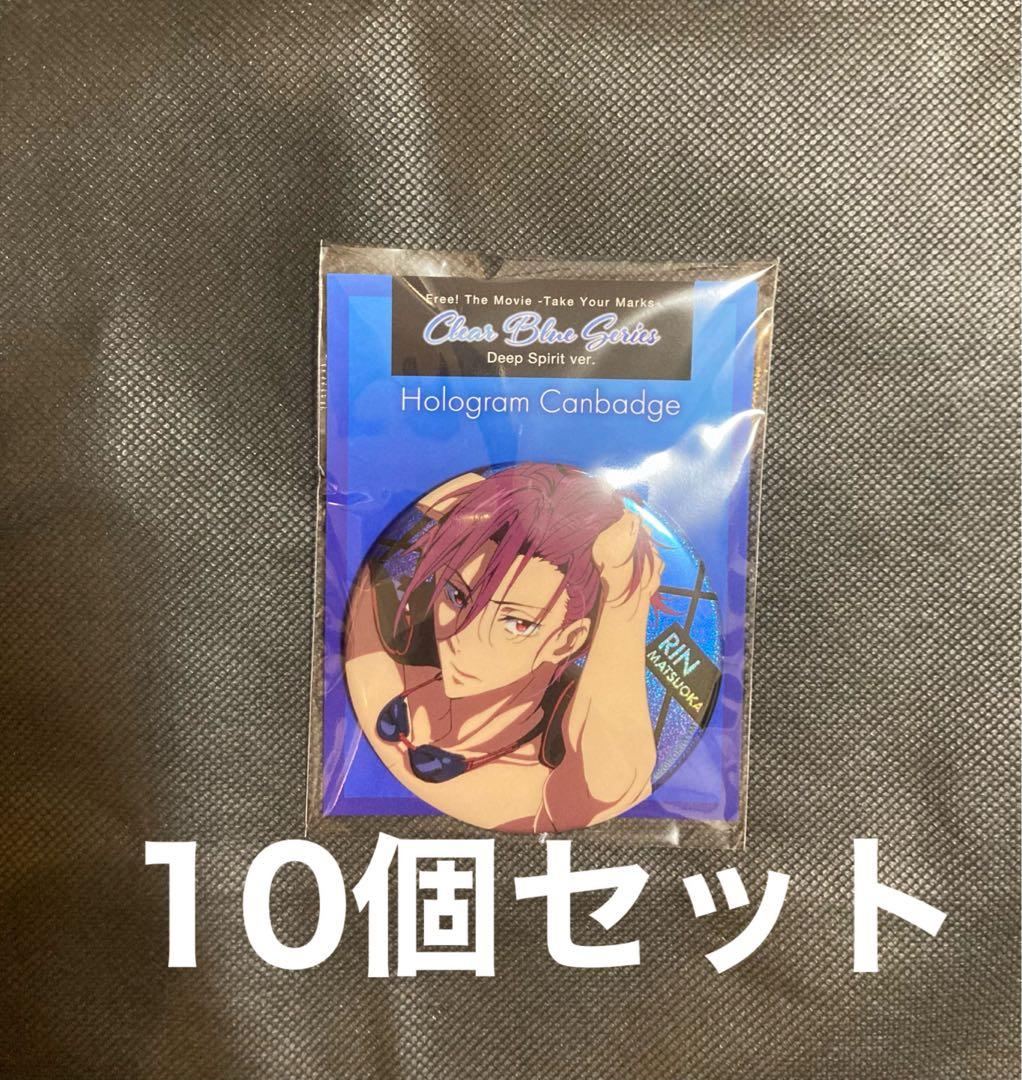 Free! The Movie -Take Your Marks-
Clear Blue Series
Deep Spirit ver.
Hologram Canbadge
RIN
MATSUOKA
10個セット